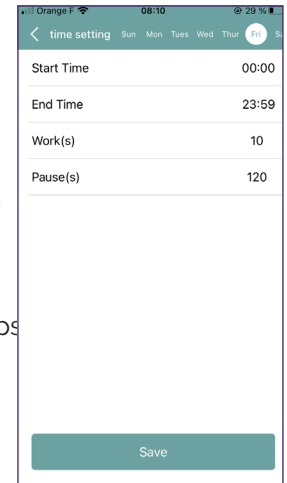 Orange F 08:10 29 %
time setting Sun Mon Tues Wed Thur Fri
Start Time 00:00
End Time 23:59
Work(s) 10
Pause(s) 120
Save